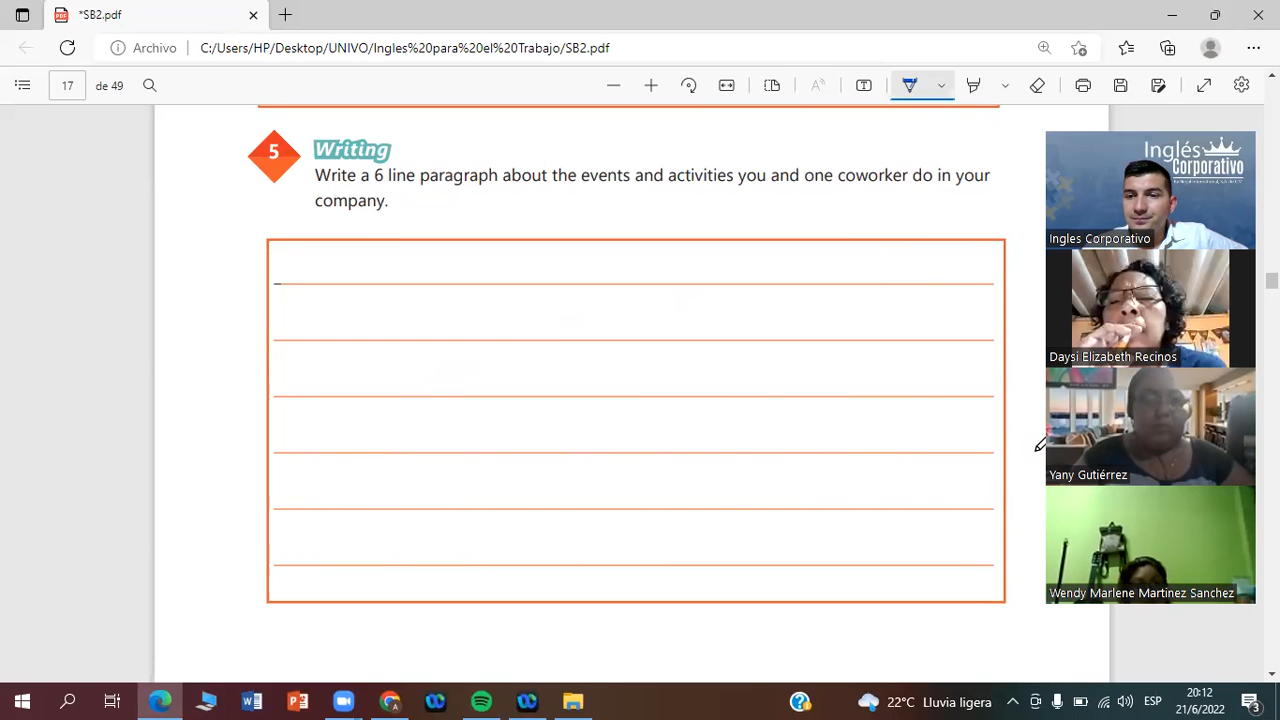 *SB2.pdf
Archivo
C:/Users/HP/Desktop/UNIVO/Ingles%20para%20el%20Trabajo/SB2.pdf
17 de 49
5 Writing
Write a 6 line paragraph about the events and activities you and one coworker do in your
company.
Inglés
Corporativo
Ingles Corporativo
Daysi Elizabeth Recinos
Yany Gutiérrez
Wendy Marlene Martinez Sanchez
22°C Lluvia ligera
ESP
20:12
21/6/2022
3